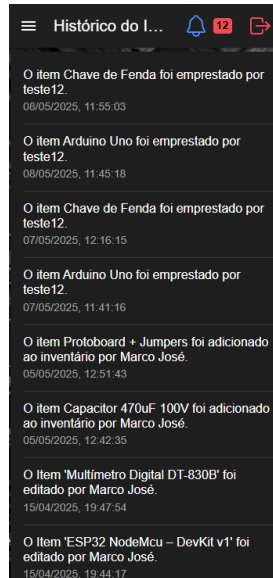 Histórico do I...
12
O item Chave de Fenda foi emprestado por
teste12.
08/05/2025, 11:55:03
O item Arduino Uno foi emprestado por
teste12.
08/05/2025, 11:45:18
O item Chave de Fenda foi emprestado por
teste12.
07/05/2025, 12:16:15
O item Arduino Uno foi emprestado por
teste12.
07/05/2025, 11:41:16
O item Protoboard + Jumpers foi adicionado
ao inventário por Marco José.
05/05/2025, 12:51:43
O item Capacitor 470uF 100V foi adicionado
ao inventário por Marco José.
05/05/2025, 12:42:35
O Item 'Multímetro Digital DT-830B' foi
editado por Marco José.
15/04/2025, 19:47:54
O Item 'ESP32 NodeMcu – DevKit v1' foi
editado por Marco José.
15/04/2025, 19:44:17